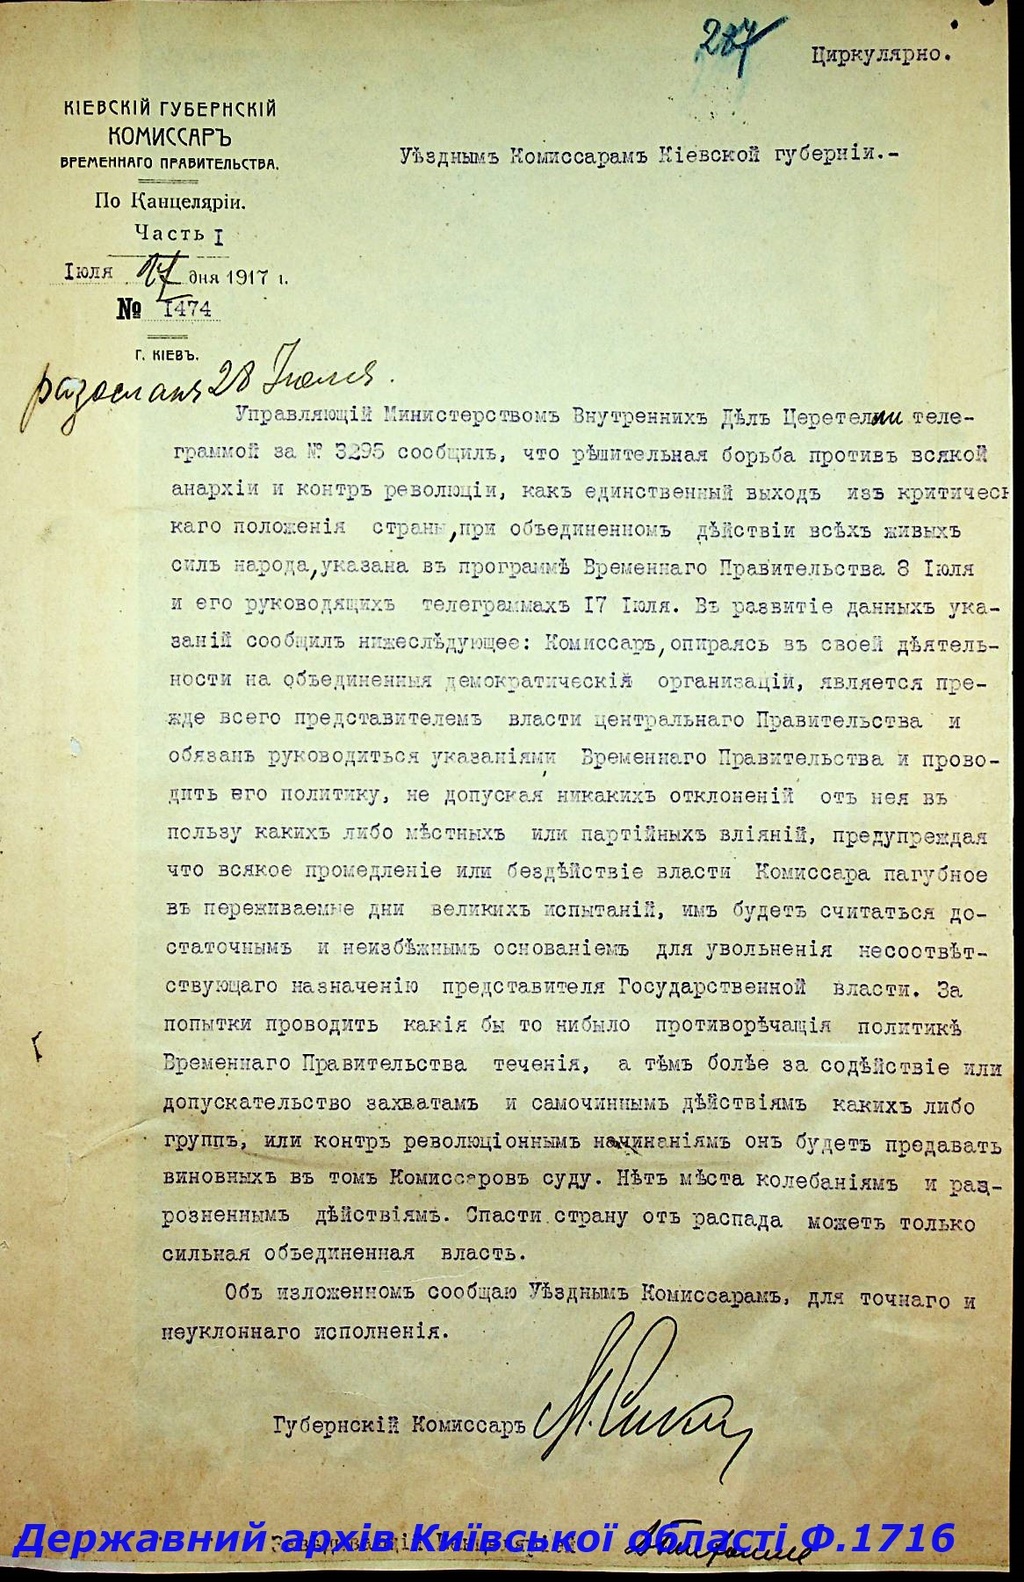 287
Циркулярно.
КІЕВСКІЙ ГУБЕРНСКІЙ
КОМИССАРЪ
ВРЕМЕННАГО ПРАВИТЕЛЬСТВА.
По Канцеляріи.
Часть I
Іюля 17 дня 1917 г.
№ 1474
Г. КІЕВЪ.
Уѣзднымъ Комиссарамъ Кіевской губерніи.-
разослана 28 Іюля.
Управляющій Министерствомъ Внутреннихъ Дѣлъ Церетелли теле-
граммой за № 3295 сообщилъ, что рѣшительная борьба противъ всякой
анархіи и контръ революціи, какъ единственный выходъ изъ критичес
каго положенія страны, при объединенномъ дѣйствіи всѣхъ живыхъ
силъ народа, указана въ программѣ Временнаго Правительства 8 Іюля
и его руководящихъ телеграммахъ 17 Іюля. Въ развитіе данныхъ ука-
заній сообщилъ нижеслѣдующее: Комиссаръ, опираясь въ своей дѣятель-
ности на объединенныя демократическія организацій, является пре-
жде всего представителемъ власти центральнаго Правительства и
обязанъ руководиться указаніями Временнаго Правительства и прово-
дить его политику, не допуская никакихъ отклоненій отъ нея въ
пользу какихъ либо мѣстныхъ или партійныхъ вліяній, предупреждая
что всякое промедленіе или бездѣйствіе власти Комиссара пагубное
въ переживаемые дни великихъ испытаній, имъ будетъ считаться до-
статочнымъ и неизбѣжнымъ основаніемъ для увольненія несоотвѣт-
ствующаго назначенію представителя Государственной власти. За
попытки проводить какія бы то нибыло противорѣчащія политикѣ
Временнаго Правительства теченія, а тѣмъ болѣе за содѣйствіе или
допускательство захватамъ и самочиннымъ дѣйствіямъ какихъ либо
группъ, или контръ революціоннымъ начинаніямъ онъ будетъ предавать
виновныхъ въ томъ Комиссаровъ суду. Нѣтъ мѣста колебаніямъ и раз-
розненнымъ дѣйствіямъ. Спасти страну отъ распада можетъ только
сильная объединенная власть.
Объ изложенномъ сообщаю Уѣзднымъ Комиссарамъ, для точнаго и
неуклоннаго исполненія.
Губернскій Комиссаръ
Державний архів Київської області Ф.1716